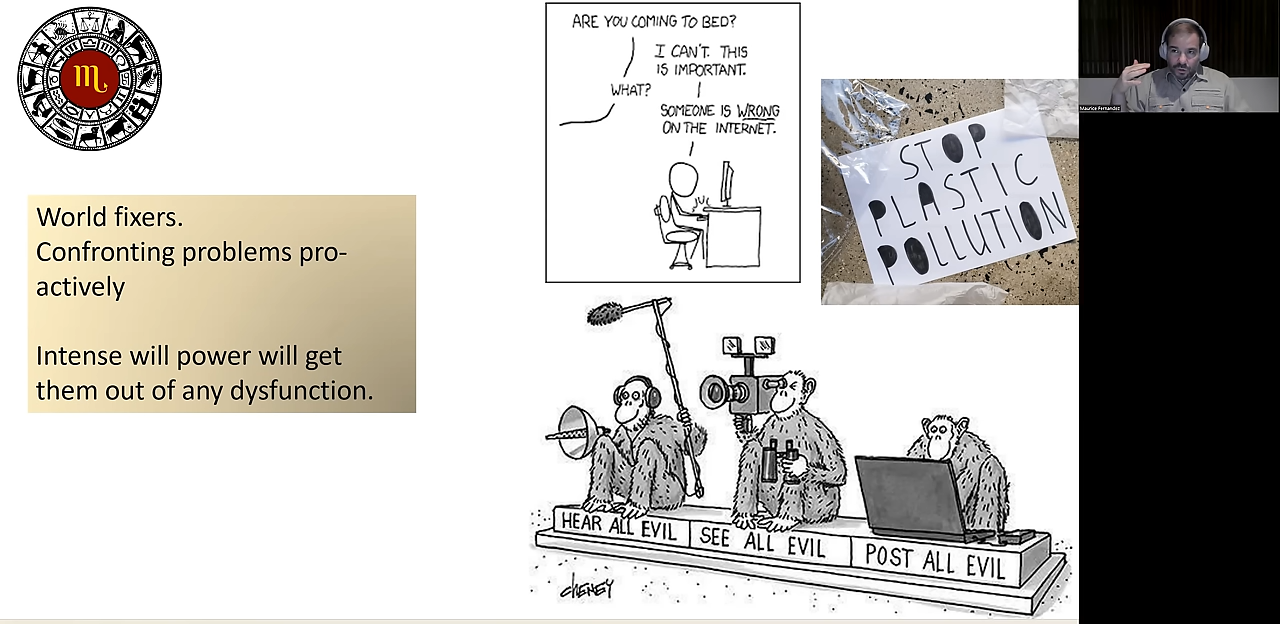 ♏
World fixers.
Confronting problems pro-
actively
Intense will power will get
them out of any dysfunction.
ARE YOU COMING TO BED?
I CAN'T. THIS
IS IMPORTANT.
WHAT?
SOMEONE IS WRONG
ON THE INTERNET.
STOP
PLASTIC
POLLUTION
HEAR ALL EVIL
SEE ALL EVIL
POST ALL EVIL
CHENEY
Maurice Fernandez